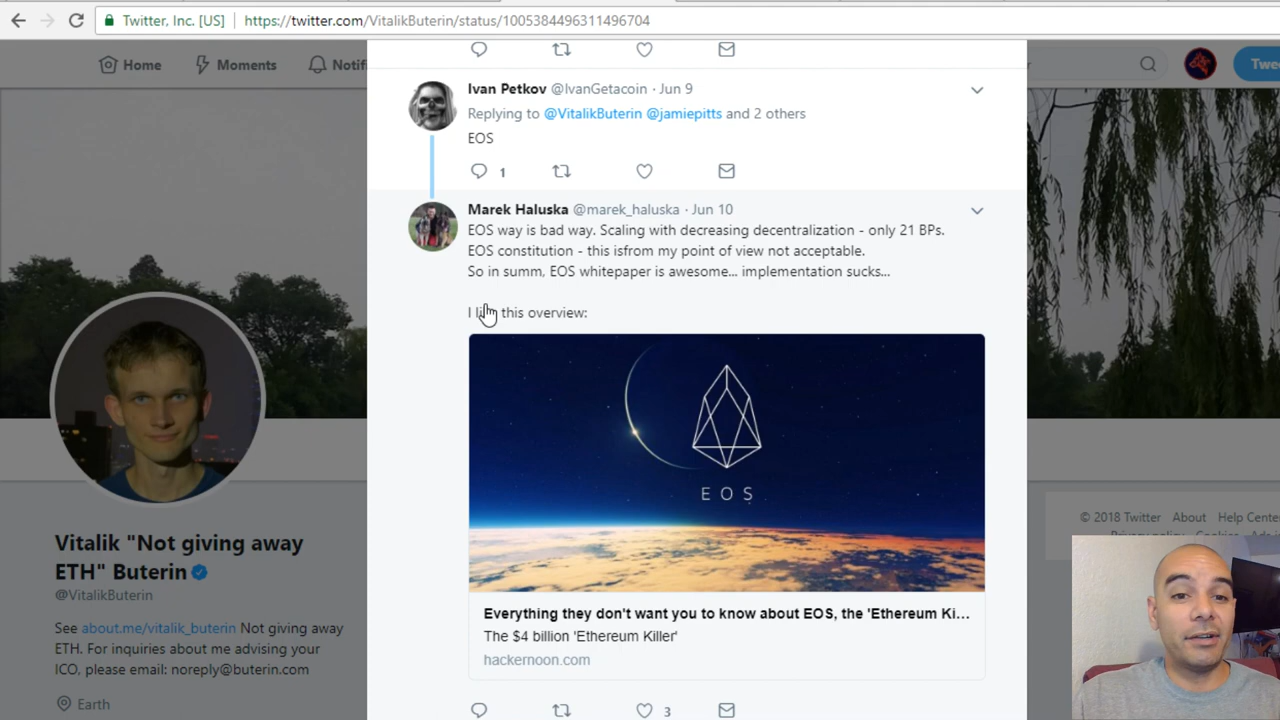 Twitter, Inc. [US] https://twitter.com/VitalikButerin/status/1005384496311496704
Home Moments
Ivan Petkov @IvanGetacoin · Jun 9
Replying to @VitalikButerin @jamiepitts and 2 others
EOS
1
Marek Haluska @marek_haluska · Jun 10
EOS way is bad way. Scaling with decreasing decentralization - only 21 BPs.
EOS constitution - this isfrom my point of view not acceptable.
So in summ, EOS whitepaper is awesome... implementation sucks...
I this overview:
EOS
Everything they don't want you to know about EOS, the 'Ethereum Ki...
The $4 billion 'Ethereum Killer'
hackernoon.com
3
Vitalik "Not giving away
ETH" Buterin
@VitalikButerin
See about.me/vitalik_buterin Not giving away
ETH. For inquiries about me advising your
ICO, please email: noreply@buterin.com
Earth
© 2018 Twitter About Help Center